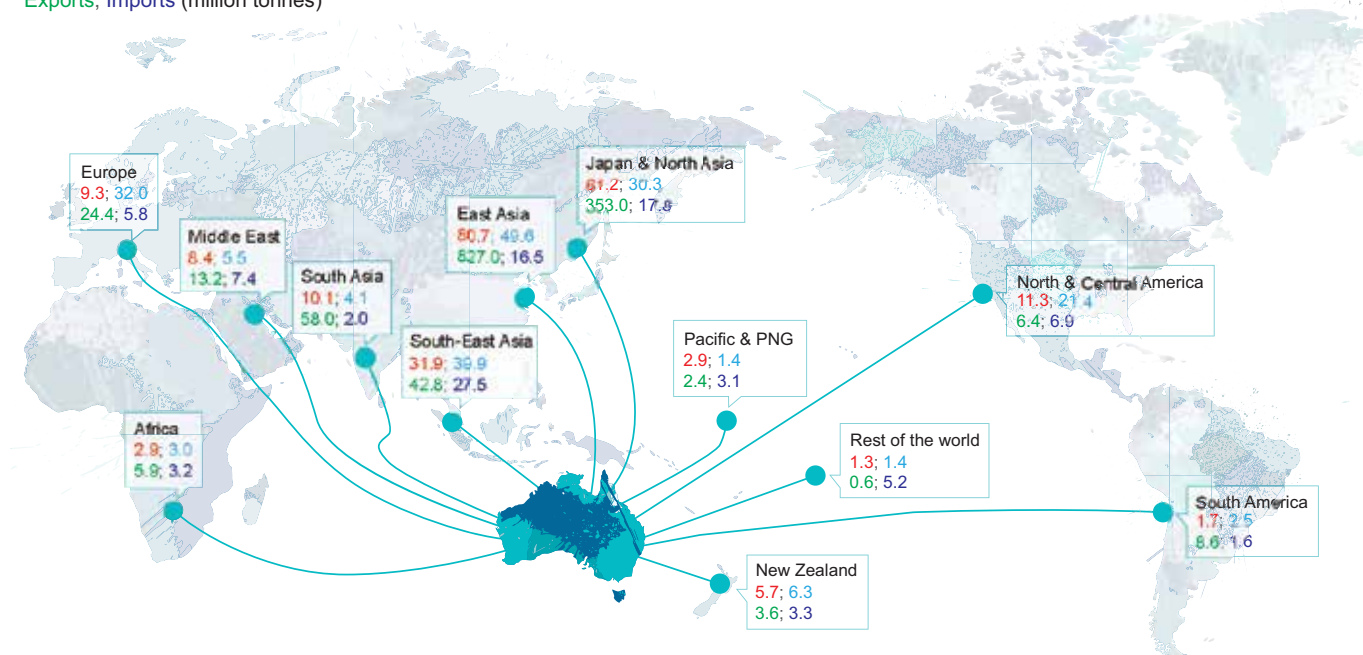 Exports; Imports (million tonnes)
Europe
9.3; 32.0
24.4; 5.8
Middle East
8.4; 5.5
13.2; 7.4
South Asia
10.1; 4.1
58.0; 2.0
East Asia
80.7; 49.6
827.0; 16.5
Japan & North Asia
61.2; 30.3
353.0; 17.8
South-East Asia
31.9; 39.9
42.8; 27.5
Pacific & PNG
2.9; 1.4
2.4; 3.1
North & Central America
11.3; 21.4
6.4; 6.9
Africa
2.9; 3.0
5.9; 3.2
Rest of the world
1.3; 1.4
0.6; 5.2
South America
1.7; 2.5
8.6; 1.6
New Zealand
5.7; 6.3
3.6; 3.3